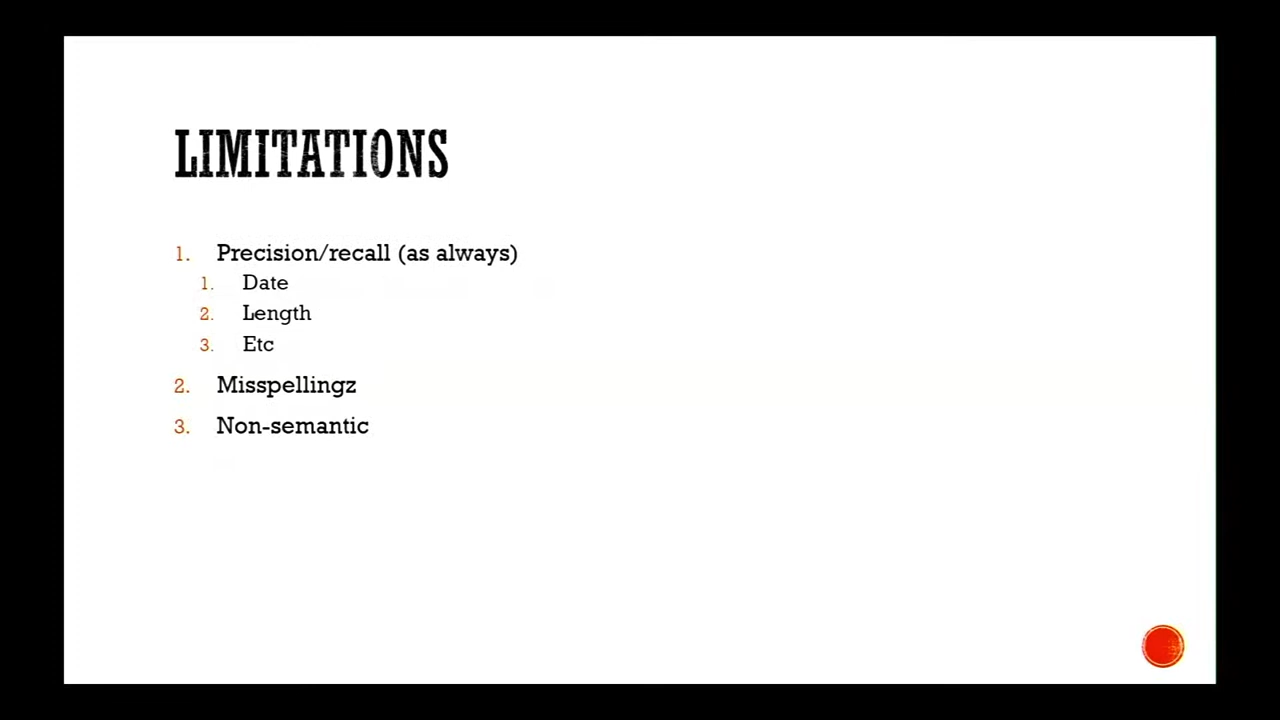 LIMITATIONS
1. Precision/recall (as always)
1. Date
2. Length
3. Etc
2. Misspellingz
3. Non-semantic